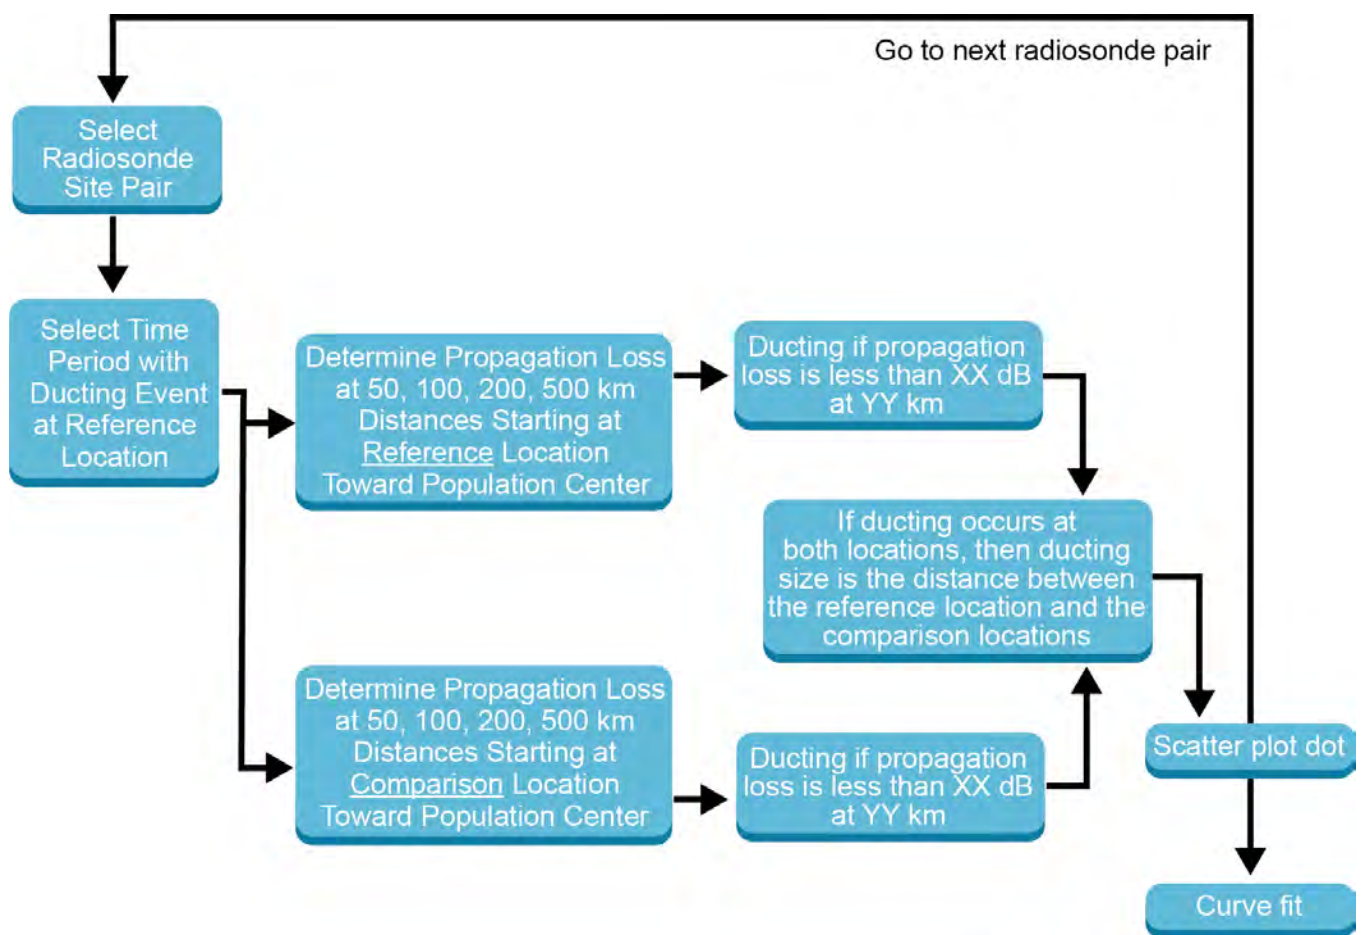 Go to next radiosonde pair
Select
Radiosonde
Site Pair
Select Time
Period with
Ducting Event
at Reference
Location
Determine Propagation Loss
at 50, 100, 200, 500 km
Distances Starting at
Reference Location
Toward Population Center
Ducting if propagation
loss is less than XX dB
at YY km
If ducting occurs at
both locations, then ducting
size is the distance between
the reference location and the
comparison locations
Determine Propagation Loss
at 50, 100, 200, 500 km
Distances Starting at
Comparison Location
Toward Population Center
Ducting if propagation
loss is less than XX dB
at YY km
Scatter plot dot
Curve fit